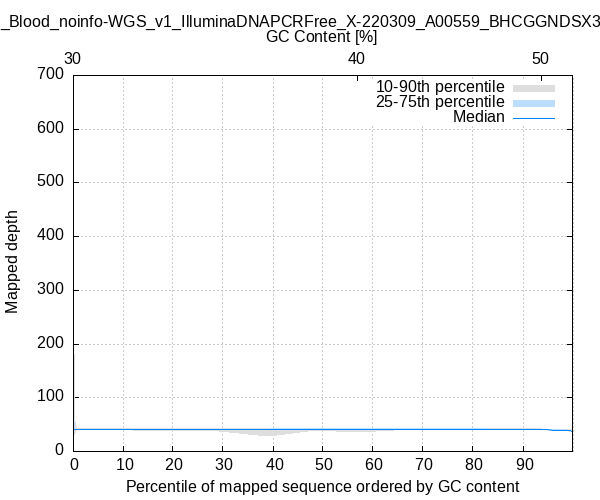 _Blood_noinfo-WGS_v1_IlluminaDNAPCRFree_X-220309_A00559_BHCGGNDSX3
GC Content [%]
30 40 50
700
10-90th percentile
25-75th percentile
Median
600
500
400
300
200
100
0
Mapped depth
0 10 20 30 40 50 60 70 80 90
Percentile of mapped sequence ordered by GC content